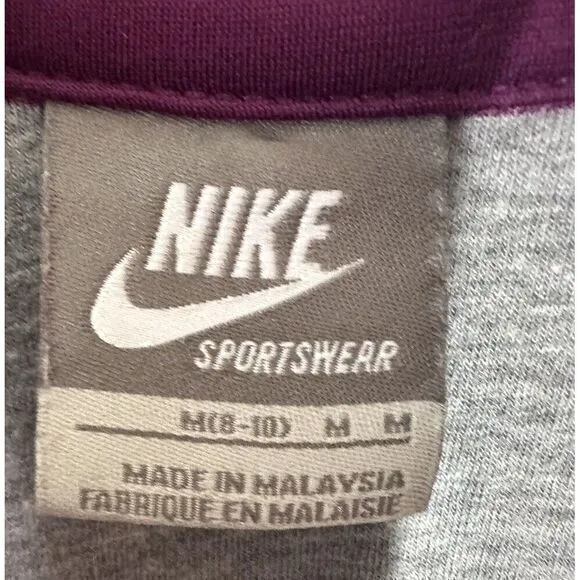 NIKE
SPORTSWEAR
M(8-10) M M
MADE IN MALAYSIA
FABRIQUE EN MALAISIE